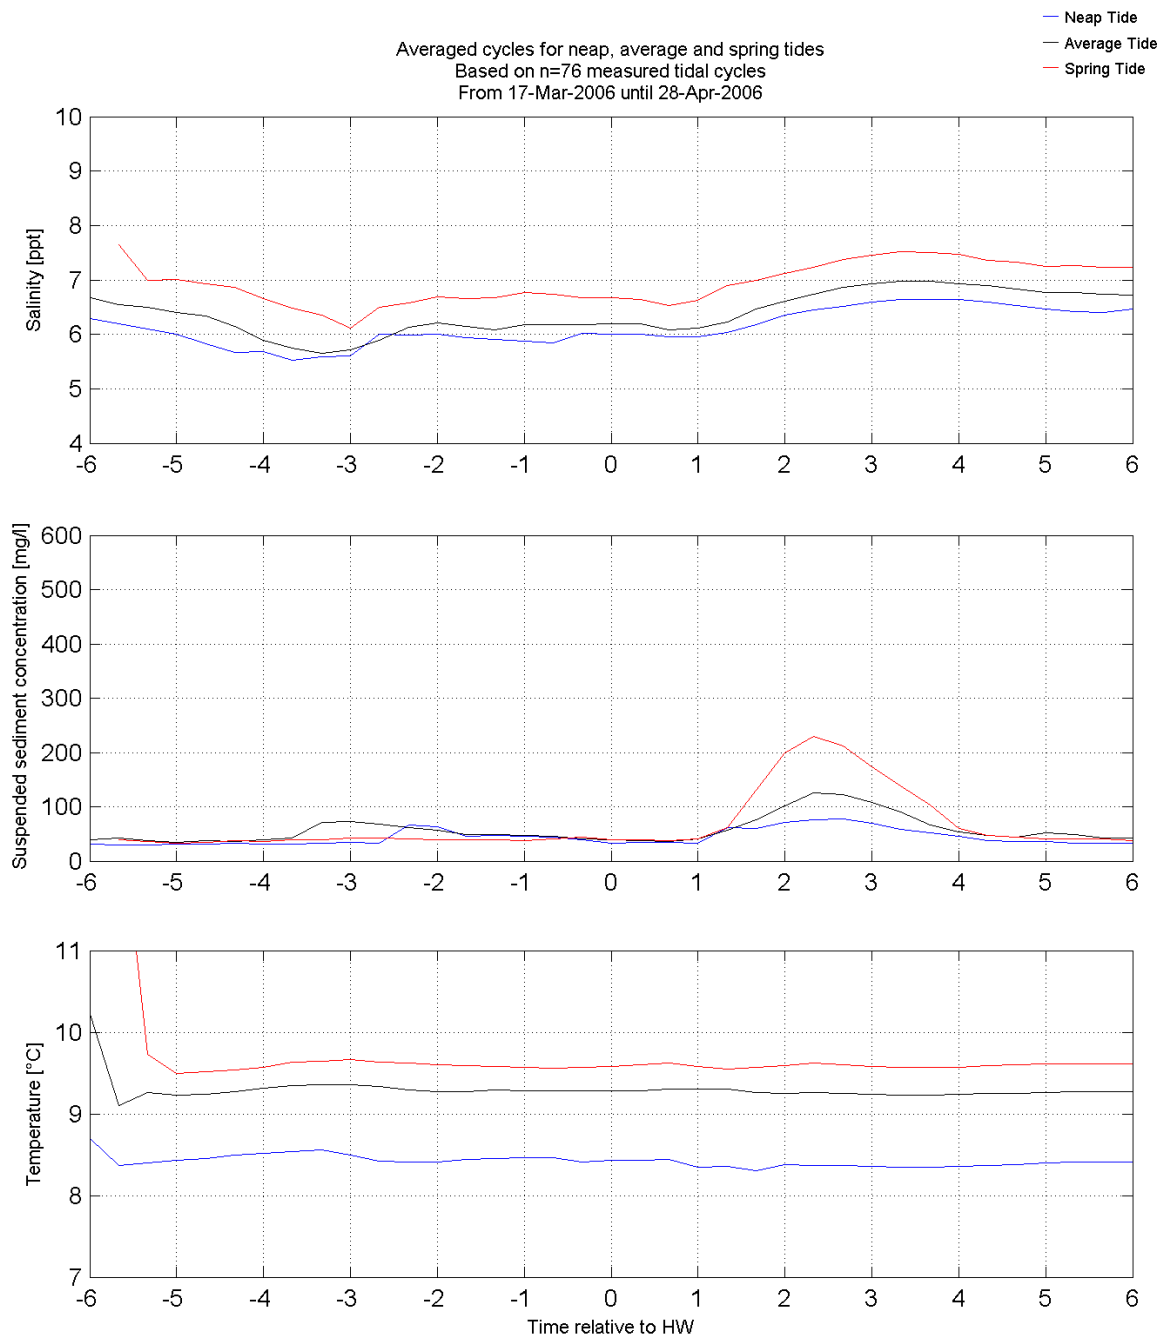 Neap Tide
Average Tide
Spring Tide
Averaged cycles for neap, average and spring tides
Based on n=76 measured tidal cycles
From 17-Mar-2006 until 28-Apr-2006
Salinity [ppt]
10
9
8
7
6
5
4
-6 -5 -4 -3 -2 -1 0 1 2 3 4 5 6
Suspended sediment concentration [mg/l]
600
500
400
300
200
100
0
-6 -5 -4 -3 -2 -1 0 1 2 3 4 5 6
Temperature [°C]
11
10
9
8
7
-6 -5 -4 -3 -2 -1 0 1 2 3 4 5 6
Time relative to HW